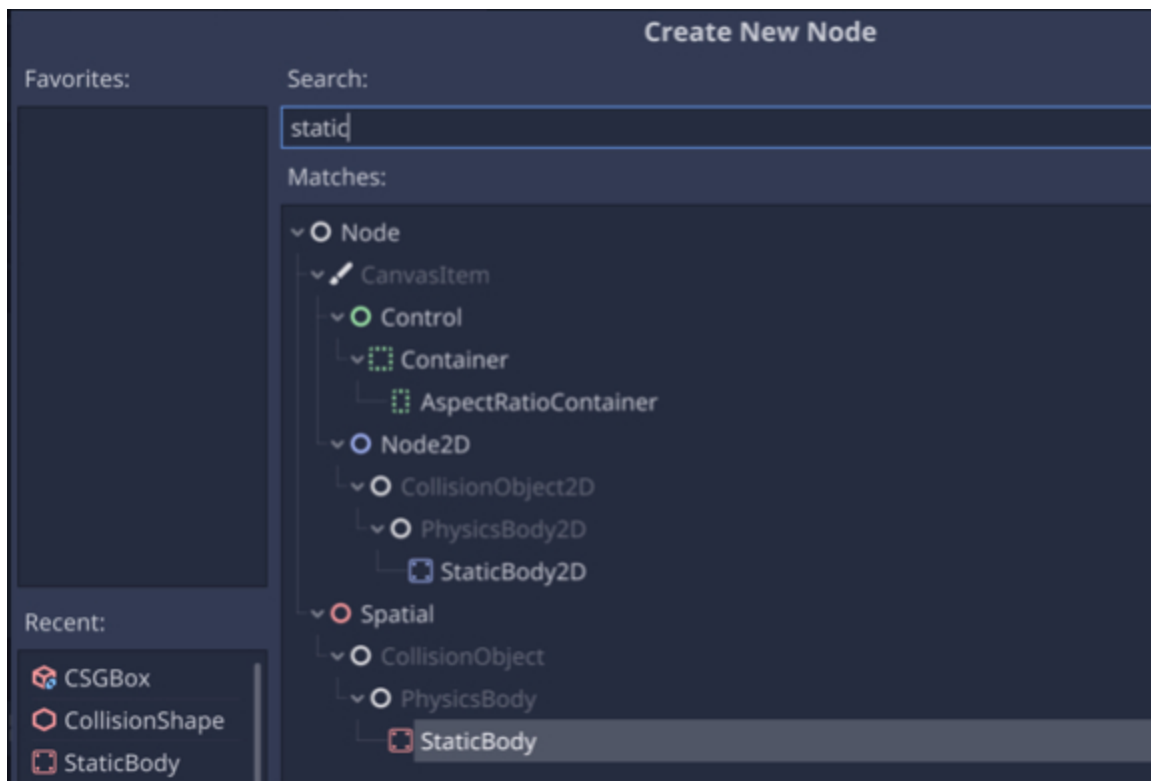 Create New Node
Favorites:
Search:
static
Matches:
Node
CanvasItem
Control
Container
AspectRatioContainer
Node2D
CollisionObject2D
PhysicsBody2D
StaticBody2D
Spatial
CollisionObject
PhysicsBody
StaticBody
Recent:
CSGBox
CollisionShape
StaticBody